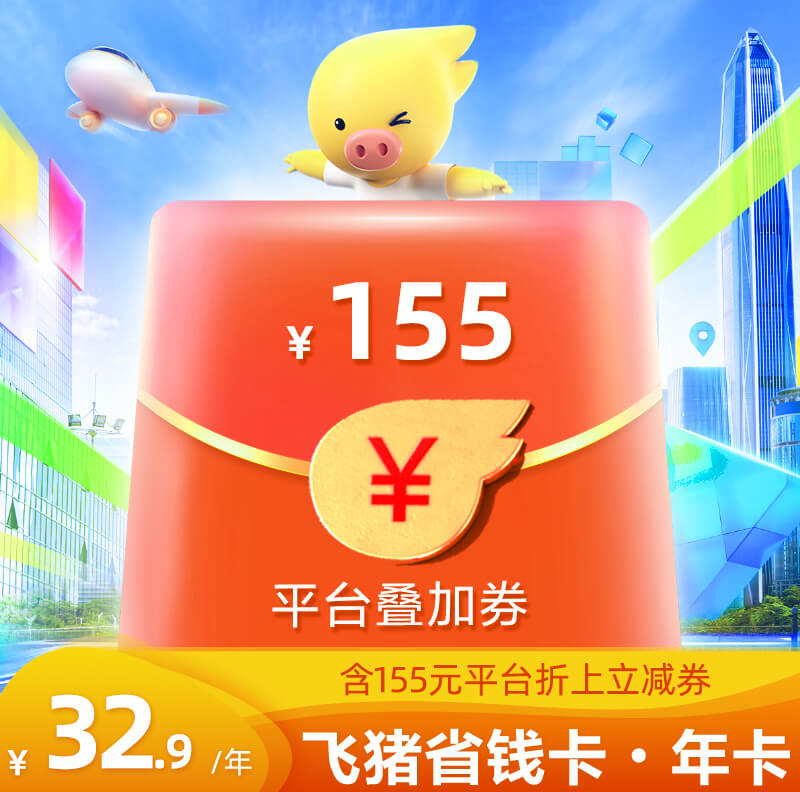 ¥ 155
¥
平台叠加券
含155元平台折上立减券
¥ 32.9 /年
飞猪省钱卡·年卡